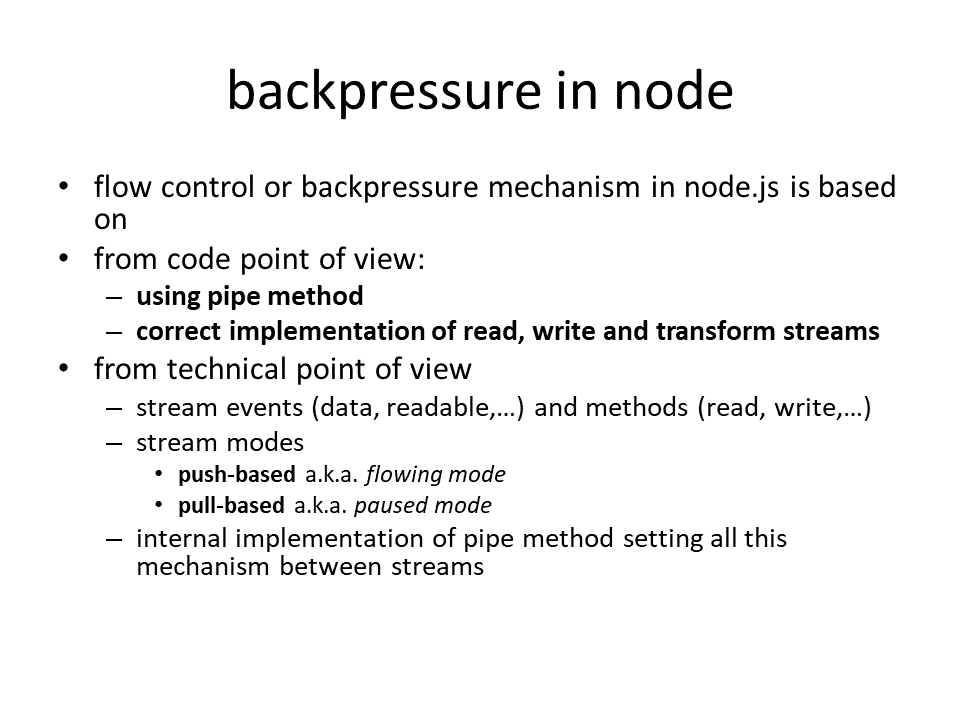 backpressure in node
• flow control or backpressure mechanism in node.js is based
on
• from code point of view:
– using pipe method
– correct implementation of read, write and transform streams
• from technical point of view
– stream events (data, readable,…) and methods (read, write,…)
– stream modes
• push-based a.k.a. flowing mode
• pull-based a.k.a. paused mode
– internal implementation of pipe method setting all this
mechanism between streams